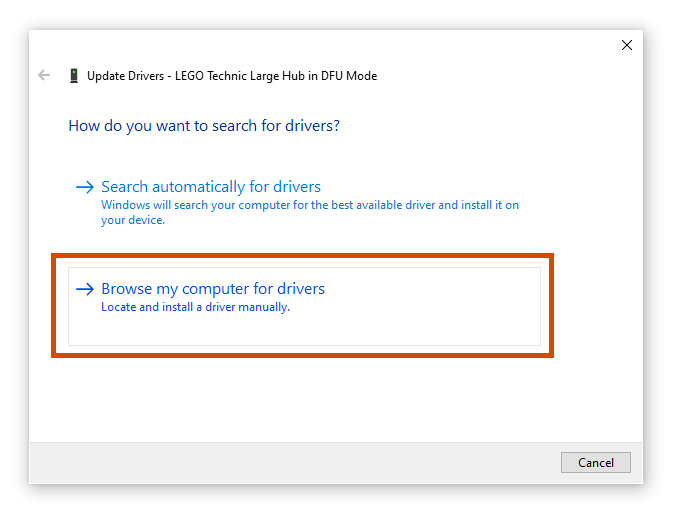 Update Drivers - LEGO Technic Large Hub in DFU Mode
How do you want to search for drivers?
Search automatically for drivers
Windows will search your computer for the best available driver and install it on
your device.
Browse my computer for drivers
Locate and install a driver manually.
Cancel